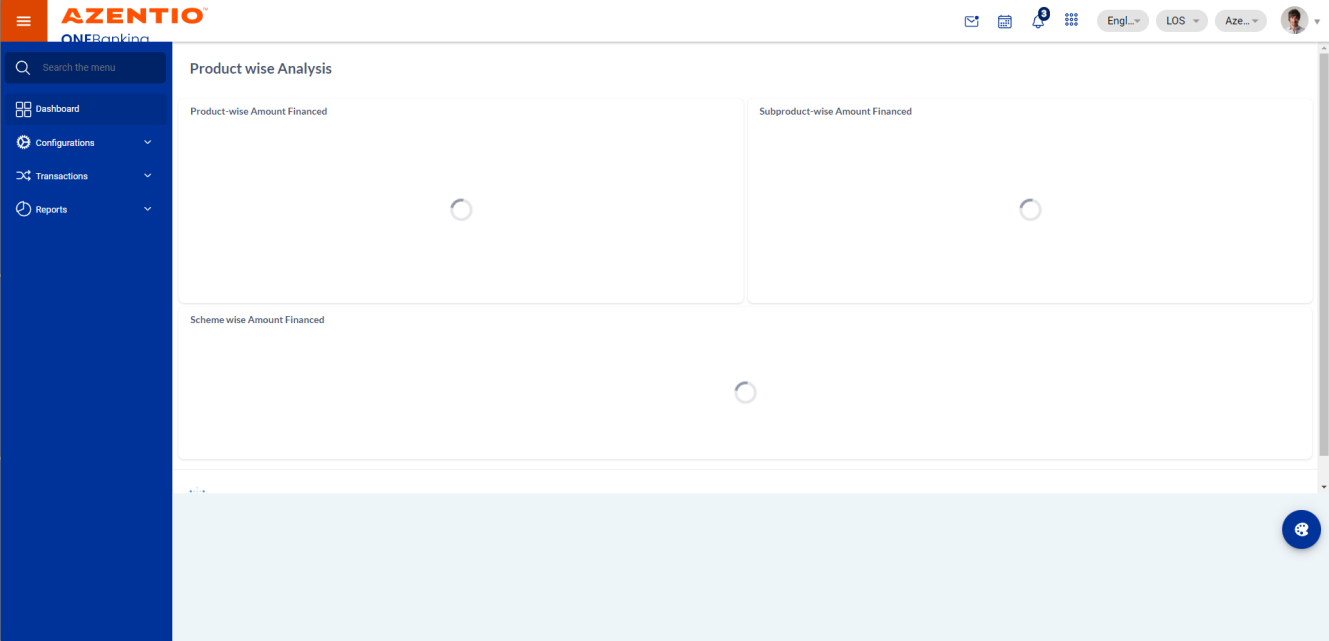 AZENTIO™
ONEBanking
3
Engl...
LOS
Aze...
Search the menu
Dashboard
Configurations
Transactions
Reports
Product wise Analysis
Product-wise Amount Financed
Subproduct-wise Amount Financed
Scheme wise Amount Financed